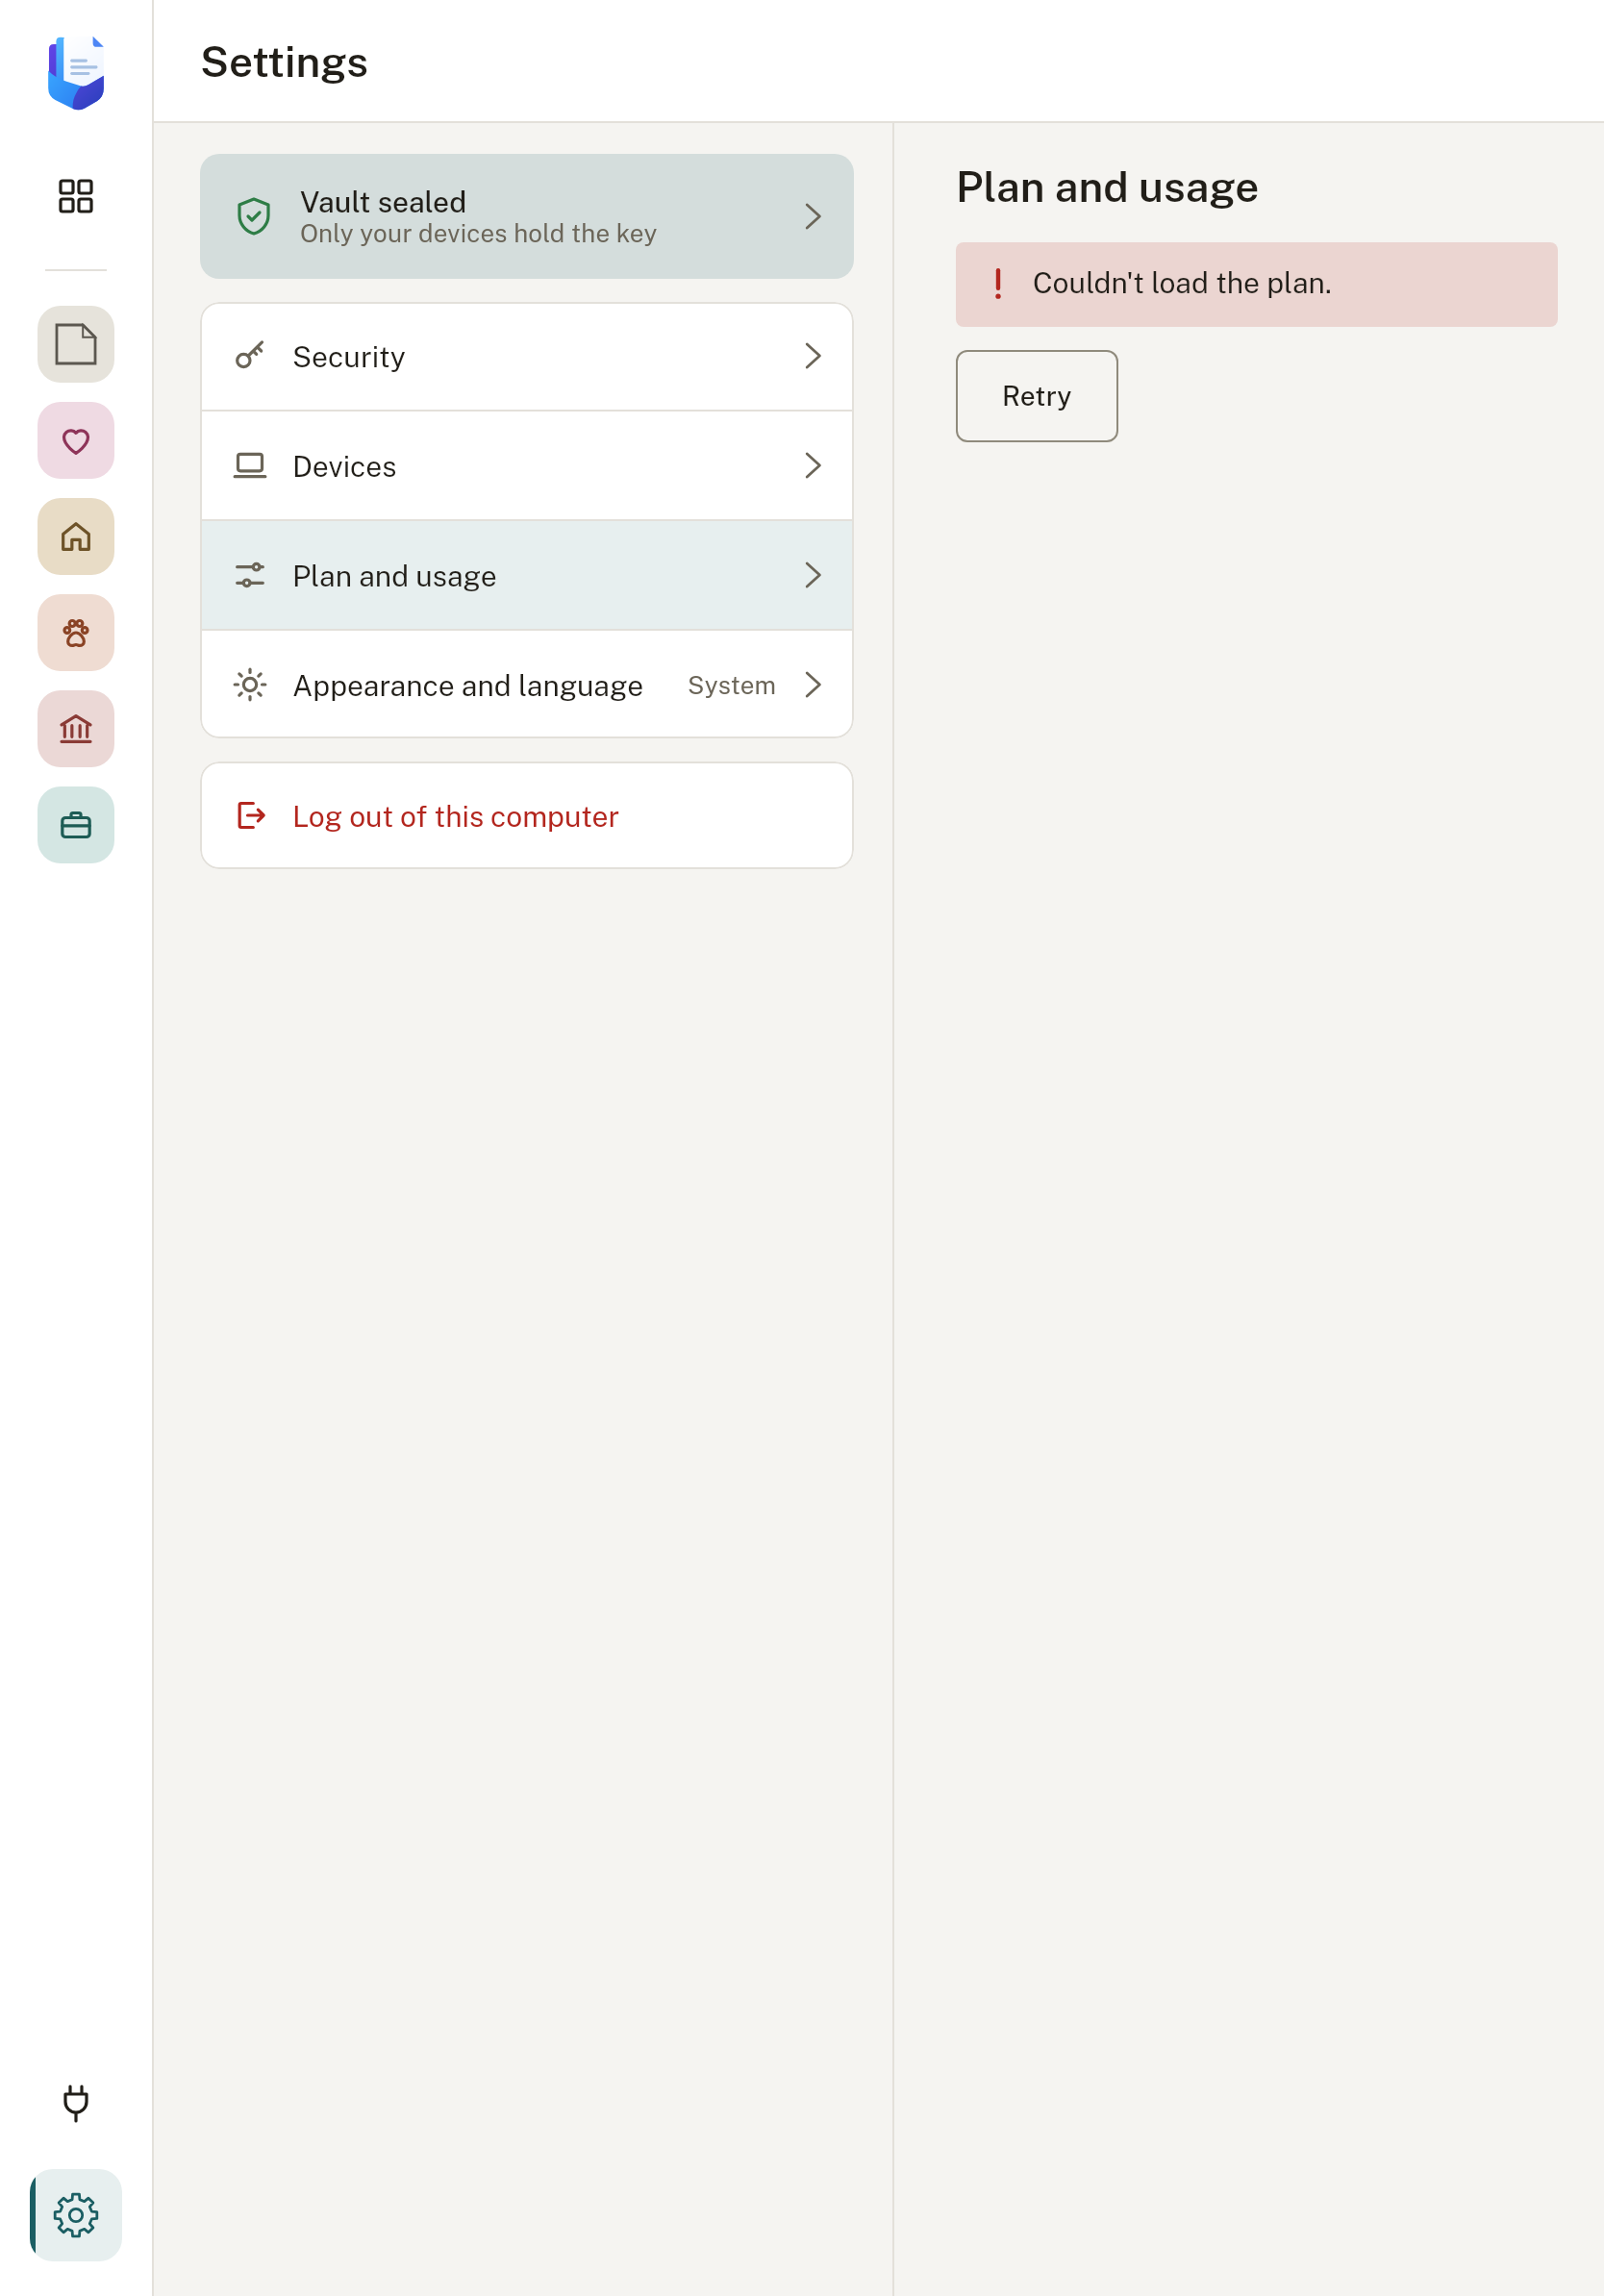 Settings
Vault sealed
Only your devices hold the key
Security
Devices
Plan and usage
Appearance and language System
Log out of this computer
Plan and usage
Couldn't load the plan.
Retry